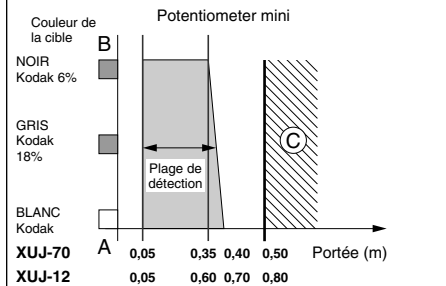 Potentiometer mini
Couleur de
la cible
B
NOIR
Kodak 6%
GRIS
Kodak
18%
C
Plage de
détection
BLANC
Kodak
A
XUJ-70 0,05 0,35 0,40 0,50 Portée (m)
XUJ-12 0,05 0,60 0,70 0,80